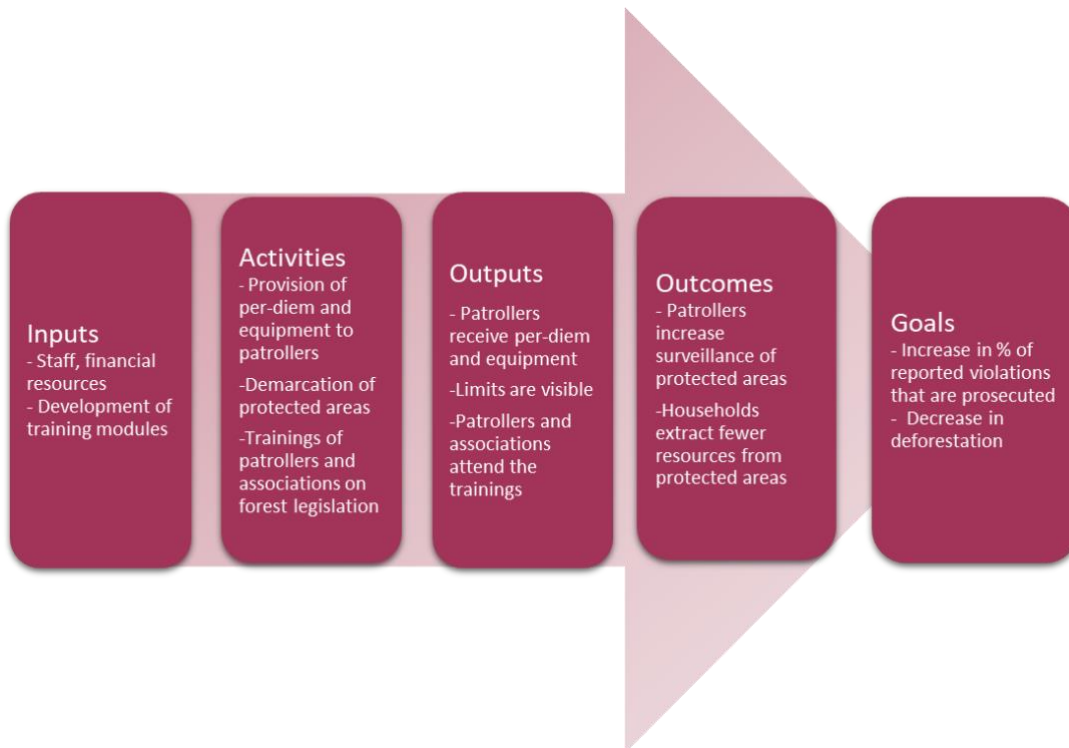 Inputs
- Staff, financial
resources
- Development of
training modules
Activities
- Provision of
per-diem and
equipment to
patrollers
-Demarcation of
protected areas
-Trainings of
patrollers and
associations on
forest legislation
Outputs
- Patrollers
receive per-diem
and equipment
-Limits are visible
-Patrollers and
associations
attend the
trainings
Outcomes
- Patrollers
increase
surveillance of
protected areas
-Households
extract fewer
resources from
protected areas
Goals
- Increase in % of
reported violations
that are prosecuted
- Decrease in
deforestation